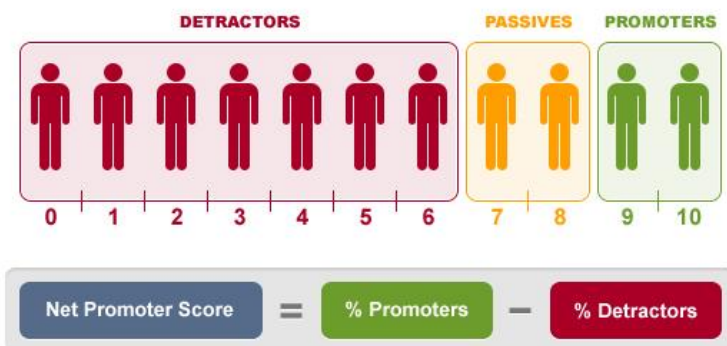 DETRACTORS PASSIVES PROMOTERS
0 1 2 3 4 5 6 7 8 9 10
Net Promoter Score = % Promoters − % Detractors